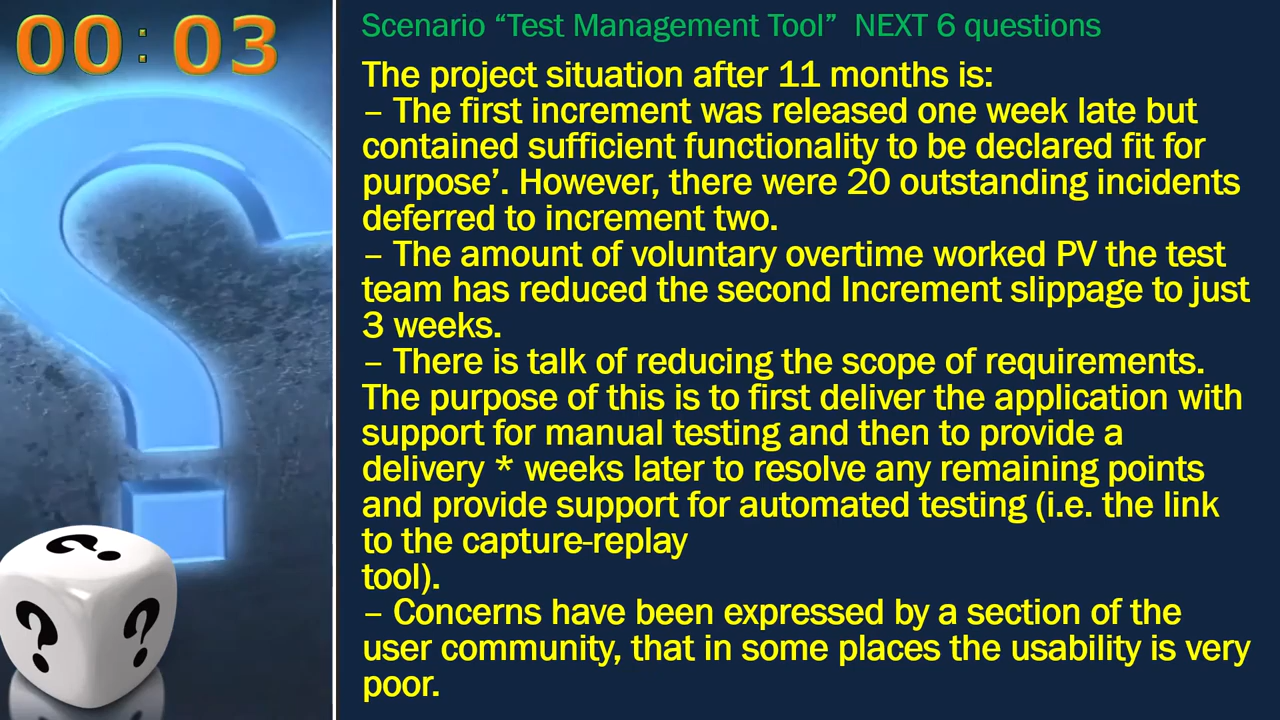 00:03
Scenario “Test Management Tool”  NEXT 6 questions
The project situation after 11 months is:
– The first increment was released one week late but
contained sufficient functionality to be declared fit for
purpose’. However, there were 20 outstanding incidents
deferred to increment two.
– The amount of voluntary overtime worked PV the test
team has reduced the second Increment slippage to just
3 weeks.
– There is talk of reducing the scope of requirements.
The purpose of this is to first deliver the application with
support for manual testing and then to provide a
delivery * weeks later to resolve any remaining points
and provide support for automated testing (i.e. the link
to the capture-replay
tool).
– Concerns have been expressed by a section of the
user community, that in some places the usability is very
poor.